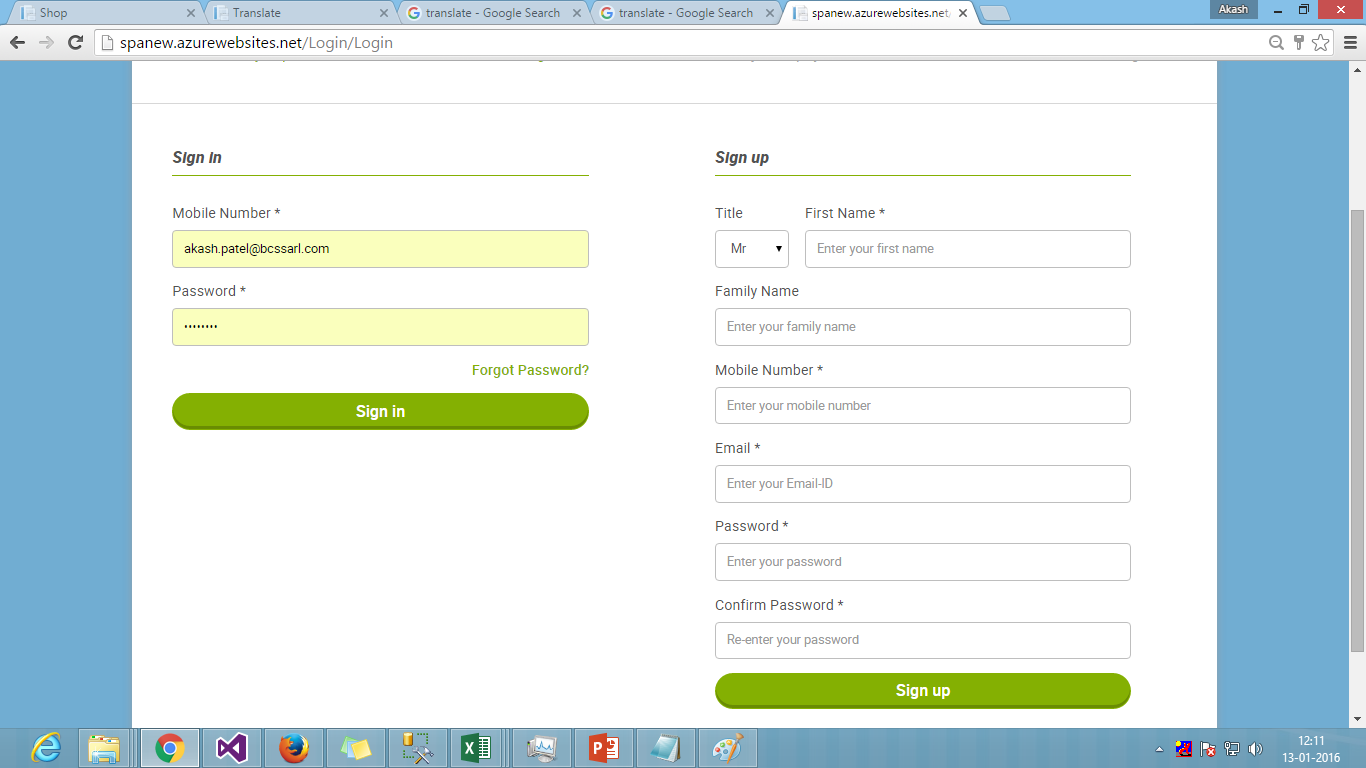 Shop
Translate
translate - Google Search
translate - Google Search
spanew.azurewebsites.net
Akash
spanew.azurewebsites.net/Login/Login
Sign in
Mobile Number *
akash.patel@bcssarl.com
Password *
••••••••
Forgot Password?
Sign in
Sign up
Title
First Name *
Mr
Enter your first name
Family Name
Enter your family name
Mobile Number *
Enter your mobile number
Email *
Enter your Email-ID
Password *
Enter your password
Confirm Password *
Re-enter your password
Sign up
12:11
13-01-2016